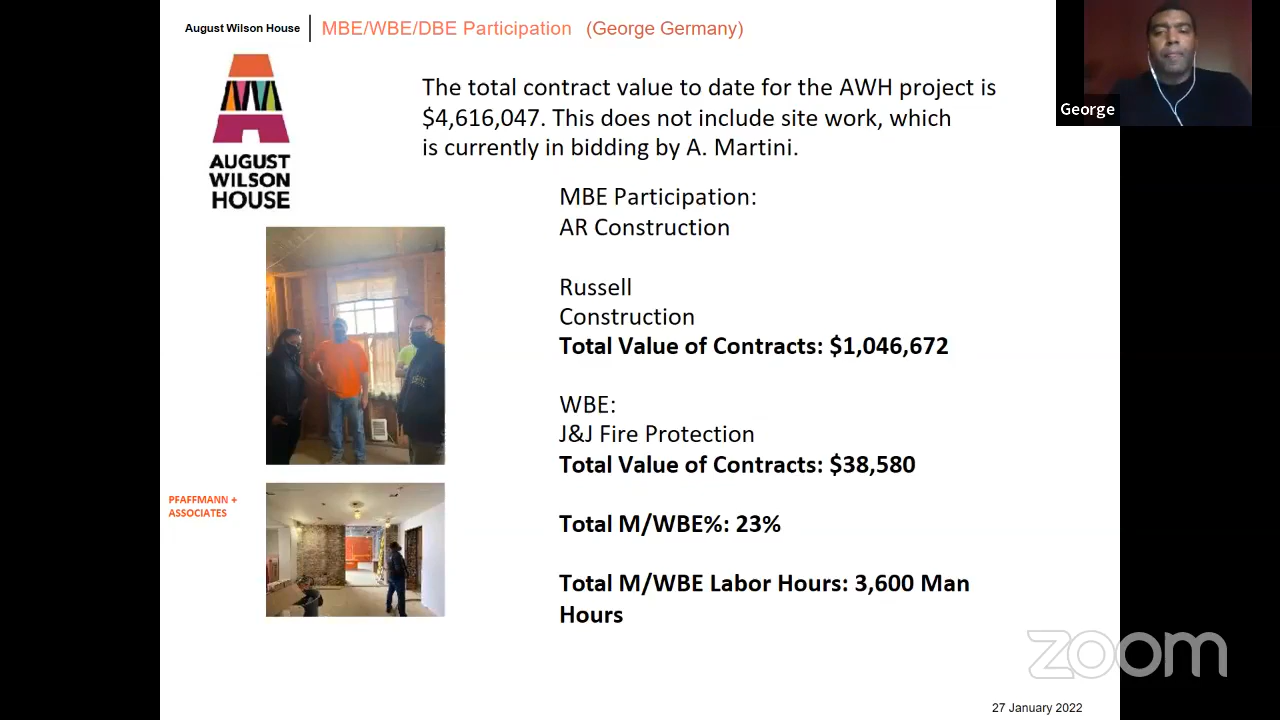 August Wilson House
MBE/WBE/DBE Participation (George Germany)
AUGUST
WILSON
HOUSE
The total contract value to date for the AWH project is
$4,616,047. This does not include site work, which
is currently in bidding by A. Martini.
George
MBE Participation:
AR Construction
Russell
Construction
Total Value of Contracts: $1,046,672
WBE:
J&J Fire Protection
Total Value of Contracts: $38,580
Total M/WBE%: 23%
Total M/WBE Labor Hours: 3,600 Man
Hours
PFAFFMANN +
ASSOCIATES
zoom
27 January 2022